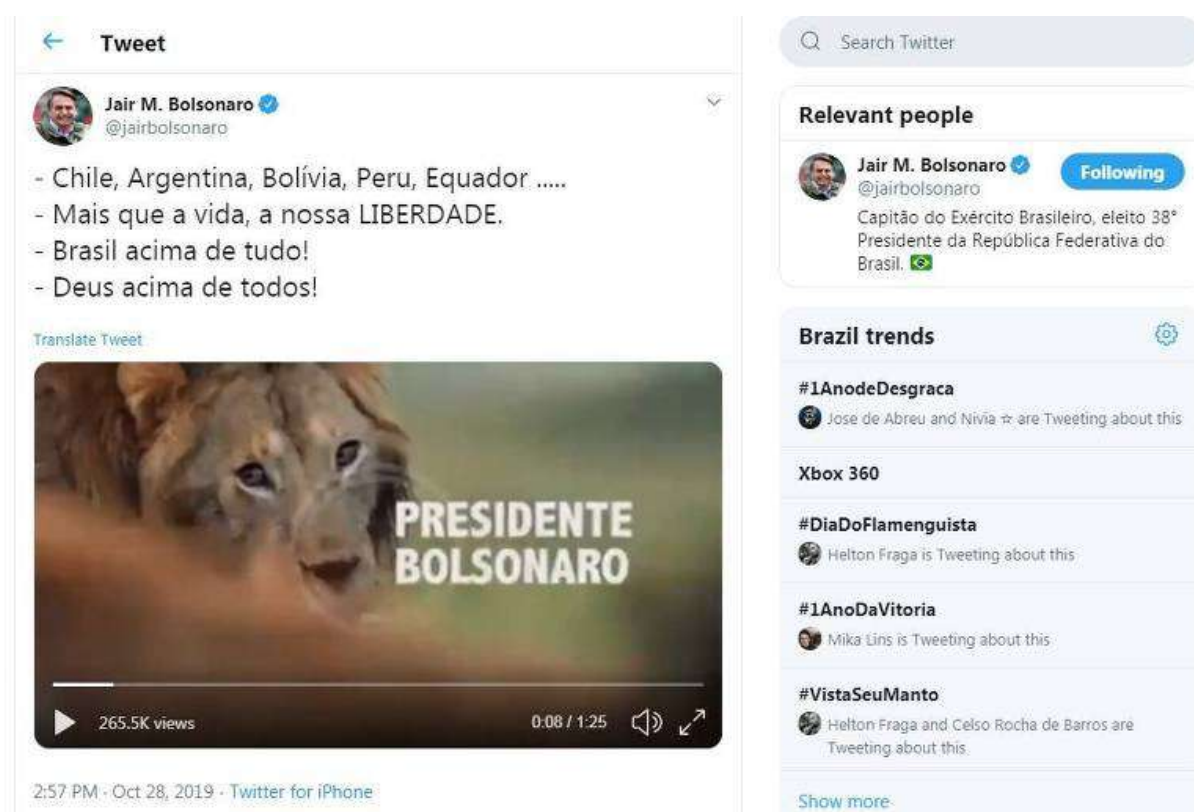 Tweet
Jair M. Bolsonaro
@jairbolsonaro
- Chile, Argentina, Bolívia, Peru, Equador .....
- Mais que a vida, a nossa LIBERDADE.
- Brasil acima de tudo!
- Deus acima de todos!
Translate Tweet
PRESIDENTE
BOLSONARO
265.5K views
0:08 / 1:25
2:57 PM · Oct 28, 2019 · Twitter for iPhone
Search Twitter
Relevant people
Jair M. Bolsonaro
Following
@jairbolsonaro
Capitão do Exército Brasileiro, eleito 38°
Presidente da República Federativa do
Brasil.
Brazil trends
#1AnodeDesgraca
Jose de Abreu and Nivia ☆ are Tweeting about this
Xbox 360
#DiaDoFlamenguista
Helton Fraga is Tweeting about this
#1AnoDaVitoria
Mika Lins is Tweeting about this
#VistaSeuManto
Helton Fraga and Celso Rocha de Barros are
Tweeting about this
Show more